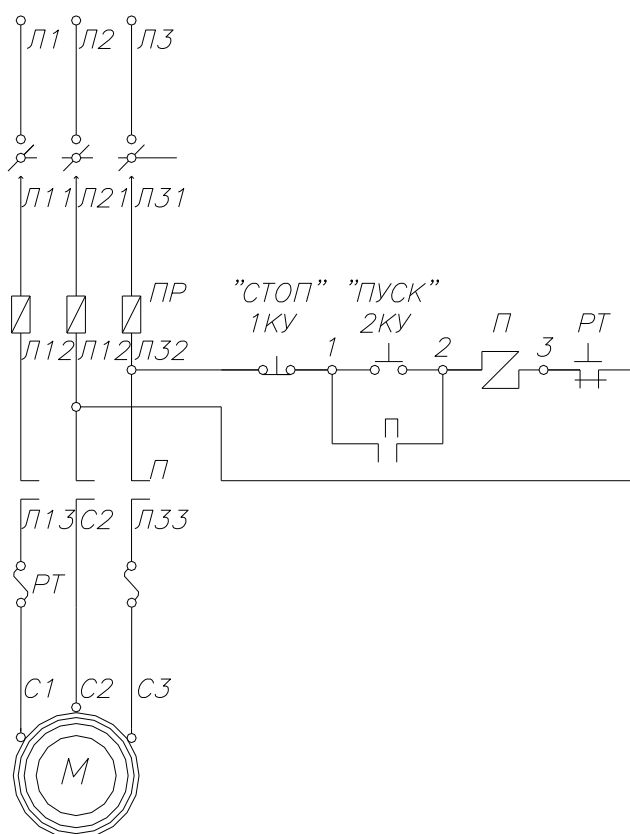 Л1 Л2 Л3
Л11 Л21 Л31
ПР "СТОП" "ПУСК"
1КУ 2КУ П РТ
Л12 Л12 Л32 1 2 3
П
П
Л13 С2 Л33
РТ
С1 С2 С3
М